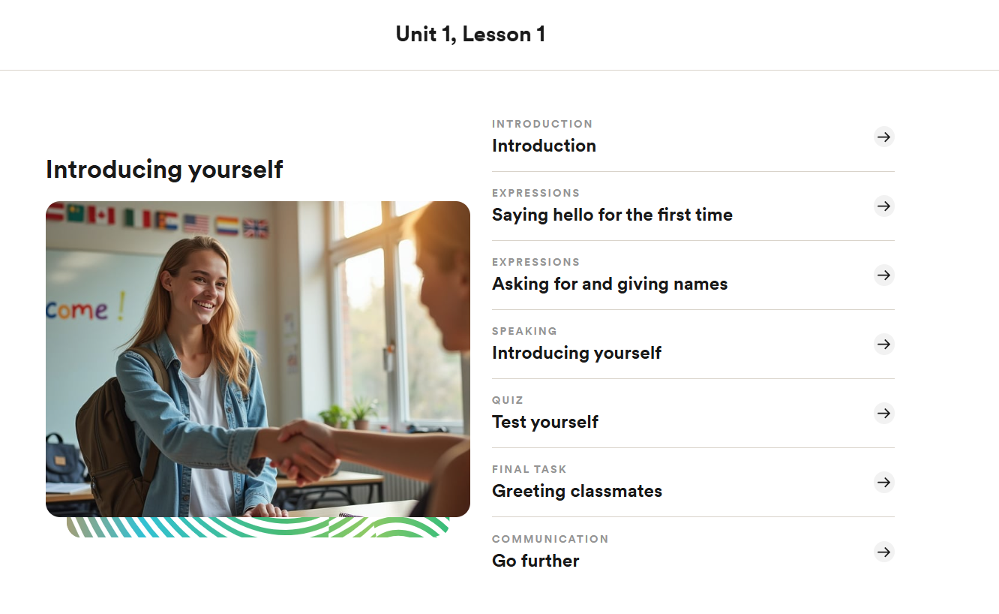 Unit 1, Lesson 1
Introducing yourself
come !
INTRODUCTION
Introduction
EXPRESSIONS
Saying hello for the first time
EXPRESSIONS
Asking for and giving names
SPEAKING
Introducing yourself
QUIZ
Test yourself
FINAL TASK
Greeting classmates
COMMUNICATION
Go further